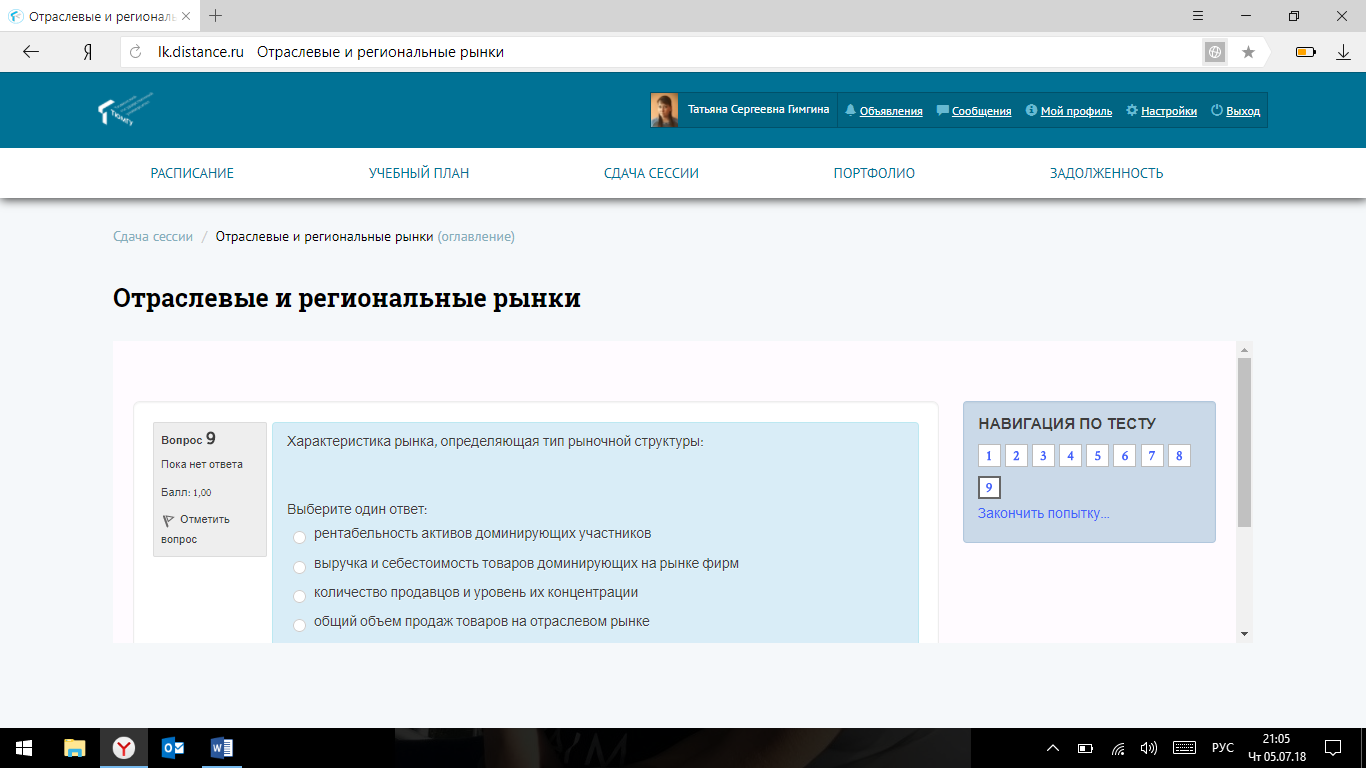 Отраслевые и региональ
lk.distance.ru Отраслевые и региональные рынки
Татьяна Сергеевна Гимгина Объявления Сообщения Мой профиль Настройки Выход
РАСПИСАНИЕ УЧЕБНЫЙ ПЛАН СДАЧА СЕССИИ ПОРТФОЛИО ЗАДОЛЖЕННОСТЬ
Сдача сессии / Отраслевые и региональные рынки (оглавление)
Отраслевые и региональные рынки
Вопрос 9
Пока нет ответа
Балл: 1,00
Отметить
вопрос
Характеристика рынка, определяющая тип рыночной структуры:
Выберите один ответ:
рентабельность активов доминирующих участников
выручка и себестоимость товаров доминирующих на рынке фирм
количество продавцов и уровень их концентрации
общий объем продаж товаров на отраслевом рынке
НАВИГАЦИЯ ПО ТЕСТУ
1 2 3 4 5 6 7 8
9
Закончить попытку...
РУС
21:05
Чт 05.07.18